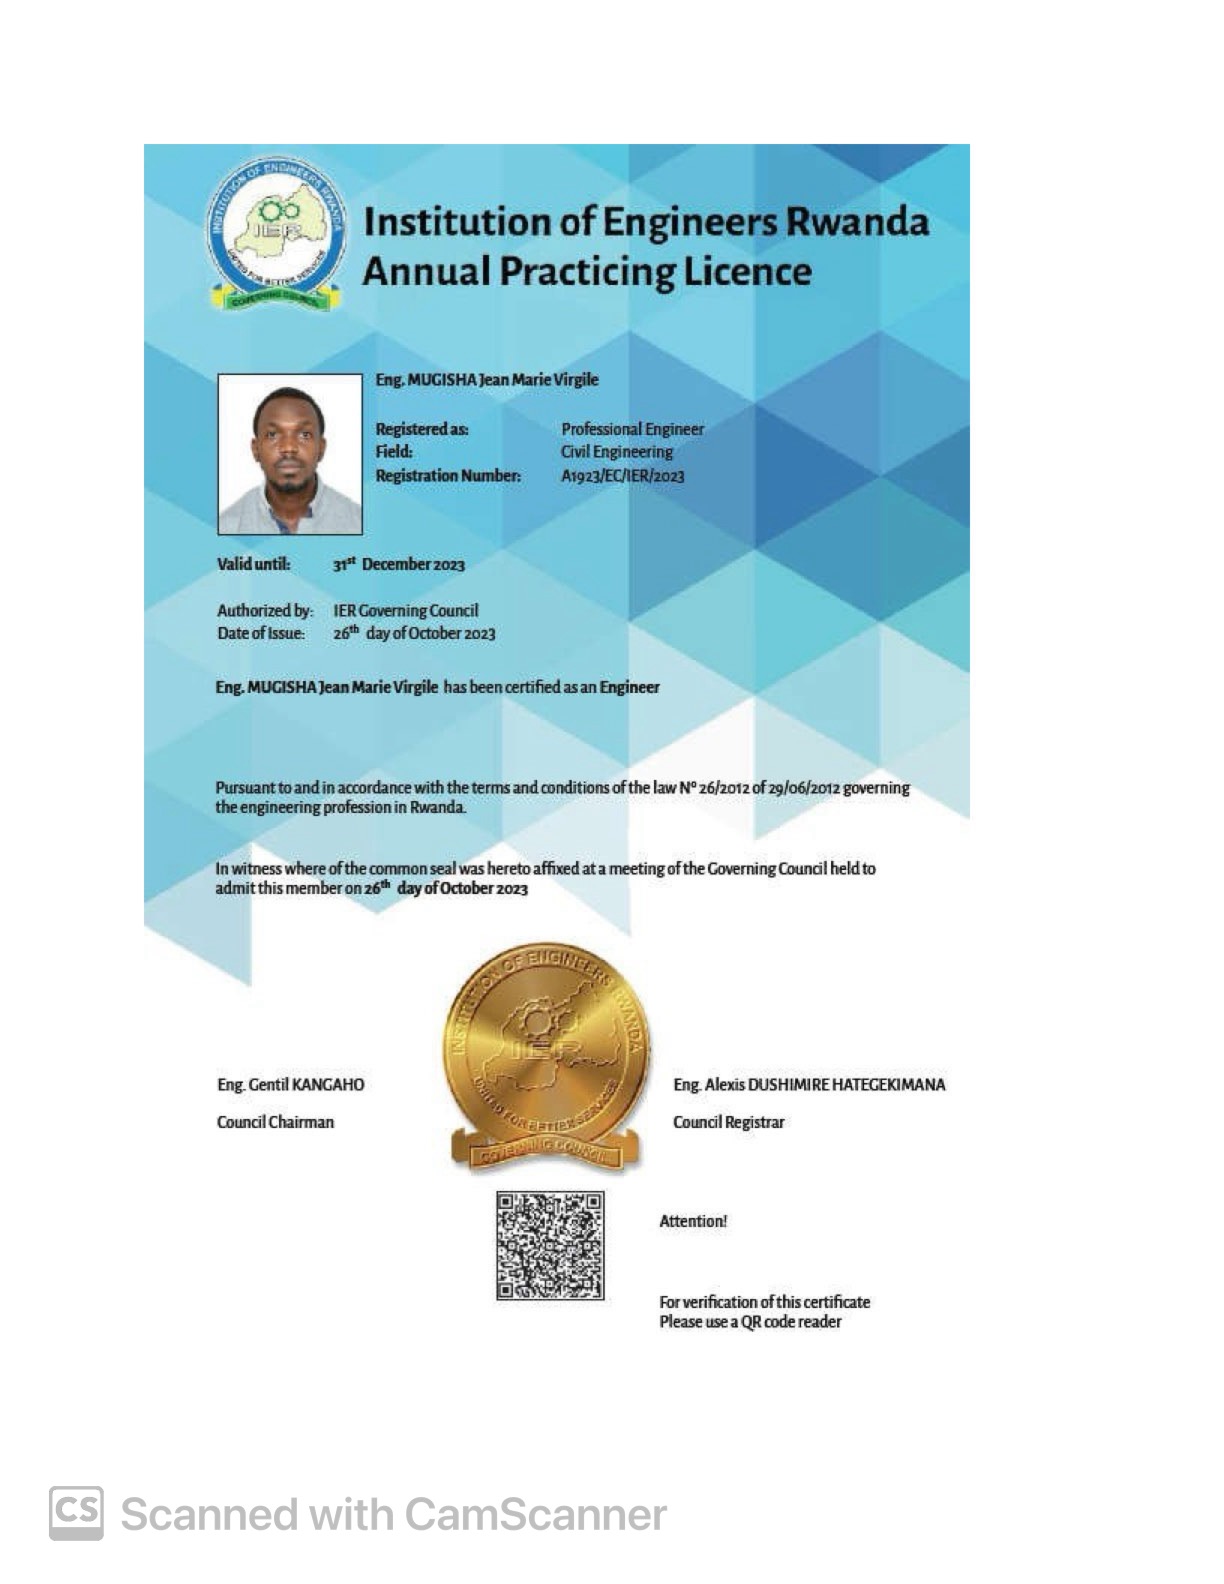 INSTITUTION OF ENGINEERS RWANDA
IER
UNITED FOR BETTER SERVICES
GOVERNING COUNCIL
Institution of Engineers Rwanda
Annual Practicing Licence
Eng. MUGISHA Jean Marie Virgile
Registered as: Professional Engineer
Field: Civil Engineering
Registration Number: A1923/EC/IER/2023
Valid until: 31st December 2023
Authorized by: IER Governing Council
Date of Issue: 26th day of October 2023
Eng. MUGISHA Jean Marie Virgile has been certified as an Engineer
Pursuant to and in accordance with the terms and conditions of the law Nº 26/2012 of 29/06/2012 governing
the engineering profession in Rwanda.
In witness where of the common seal was hereto affixed at a meeting of the Governing Council held to
admit this member on 26th day of October 2023
INSTITUTION OF ENGINEERS RWANDA
IER
UNITED FOR BETTER SERVICES
GOVERNING COUNCIL
Eng. Gentil KANGAHO
Council Chairman
Eng. Alexis DUSHIMIRE HATEGEKIMANA
Council Registrar
Attention!
For verification of this certificate
Please use a QR code reader
CS Scanned with CamScanner